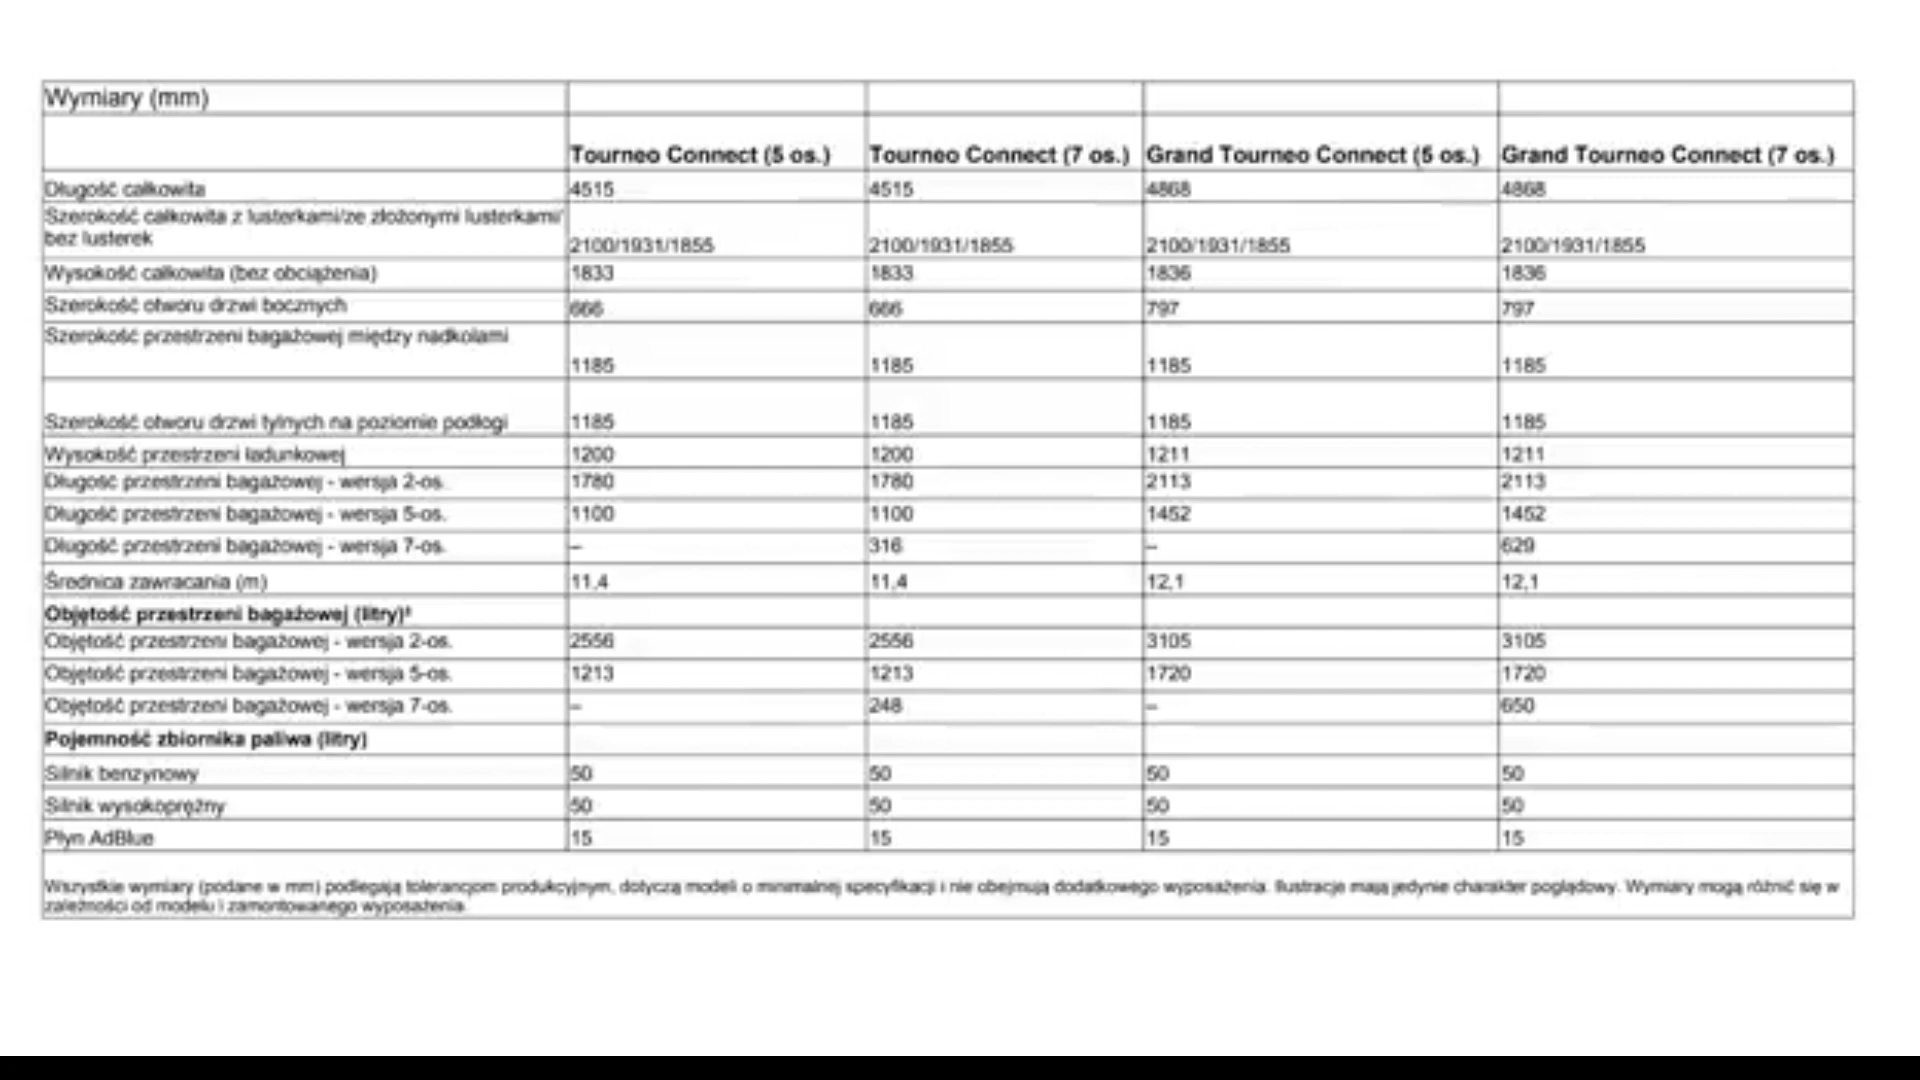 Wymiary (mm)
Tourneo Connect (5 os.) Tourneo Connect (7 os.) Grand Tourneo Connect (5 os.) Grand Tourneo Connect (7 os.)
Długość całkowita 4515 4515 4868 4868
Szerokość całkowita z lusterkami/ze złożonymi lusterkami/
bez lusterek 2100/1931/1855 2100/1931/1855 2100/1931/1855 2100/1931/1855
Wysokość całkowita (bez obciążenia) 1833 1833 1836 1836
Szerokość otworu drzwi bocznych 666 666 797 797
Szerokość przestrzeni bagażowej między nadkolami 1185 1185 1185 1185
Szerokość otworu drzwi tylnych na poziomie podłogi 1185 1185 1185 1185
Wysokość przestrzeni ładunkowej 1200 1200 1211 1211
Długość przestrzeni bagażowej - wersja 2-os. 1780 1780 2113 2113
Długość przestrzeni bagażowej - wersja 5-os. 1100 1100 1452 1452
Długość przestrzeni bagażowej - wersja 7-os. – 316 – 629
Średnica zawracania (m) 11,4 11,4 12,1 12,1
Objętość przestrzeni bagażowej (litry)
Objętość przestrzeni bagażowej - wersja 2-os. 2556 2556 3105 3105
Objętość przestrzeni bagażowej - wersja 5-os. 1213 1213 1720 1720
Objętość przestrzeni bagażowej - wersja 7-os. – 248 – 650
Pojemność zbiornika paliwa (litry)
Silnik benzynowy 50 50 50 50
Silnik wysokoprężny 50 50 50 50
Płyn AdBlue 15 15 15 15
Wszystkie wymiary (podane w mm) podlegają tolerancjom produkcyjnym, dotyczą modeli o minimalnej specyfikacji i nie obejmują dodatkowego wyposażenia. Ilustracje mają jedynie charakter poglądowy. Wymiary mogą różnić się w
zależności od modelu i zamontowanego wyposażenia.